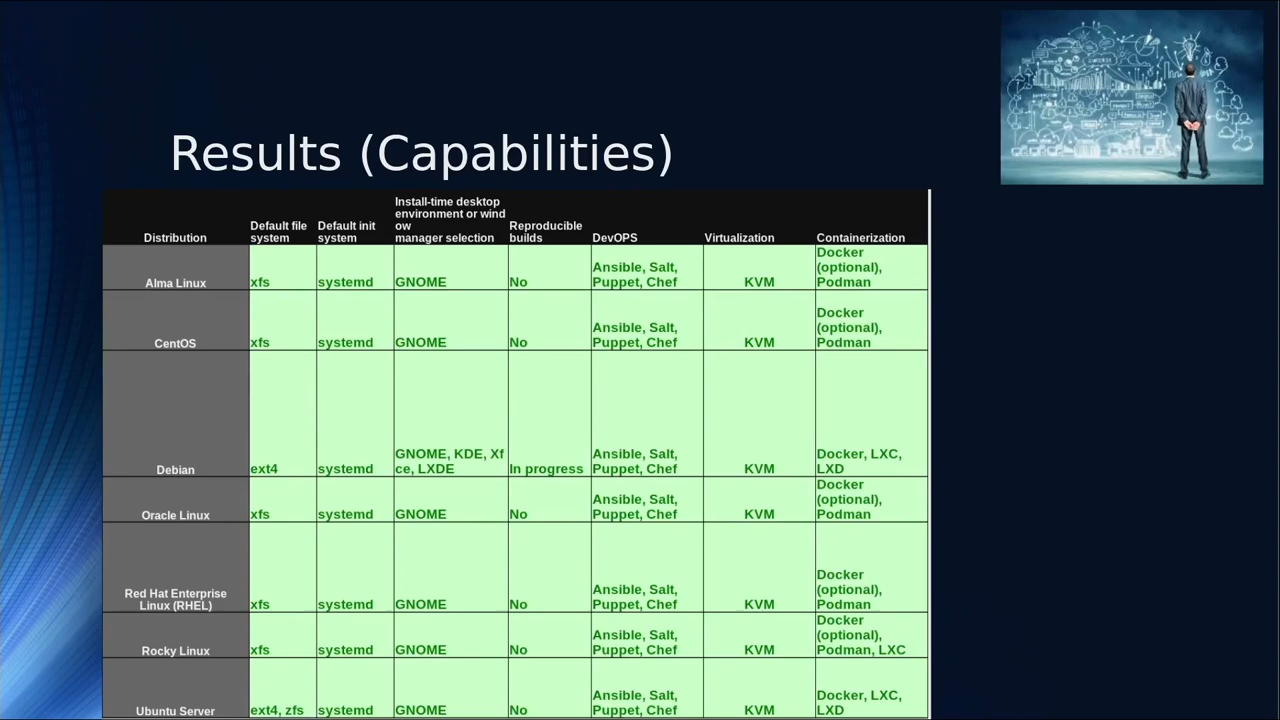 Results (Capabilities)
Distribution
Default file
system
Default init
system
Install-time desktop
environment or wind
ow
manager selection
Reproducible
builds
DevOPS
Virtualization
Containerization
Alma Linux
xfs
systemd
GNOME
No
Ansible, Salt,
Puppet, Chef
KVM
Docker
(optional),
Podman
CentOS
xfs
systemd
GNOME
No
Ansible, Salt,
Puppet, Chef
KVM
Docker
(optional),
Podman
Debian
ext4
systemd
GNOME, KDE, Xf
ce, LXDE
In progress
Ansible, Salt,
Puppet, Chef
KVM
Docker, LXC,
LXD
Oracle Linux
xfs
systemd
GNOME
No
Ansible, Salt,
Puppet, Chef
KVM
Docker
(optional),
Podman
Red Hat Enterprise
Linux (RHEL)
xfs
systemd
GNOME
No
Ansible, Salt,
Puppet, Chef
KVM
Docker
(optional),
Podman
Rocky Linux
xfs
systemd
GNOME
No
Ansible, Salt,
Puppet, Chef
KVM
Docker
(optional),
Podman, LXC
Ubuntu Server
ext4, zfs
systemd
GNOME
No
Ansible, Salt,
Puppet, Chef
KVM
Docker, LXC,
LXD